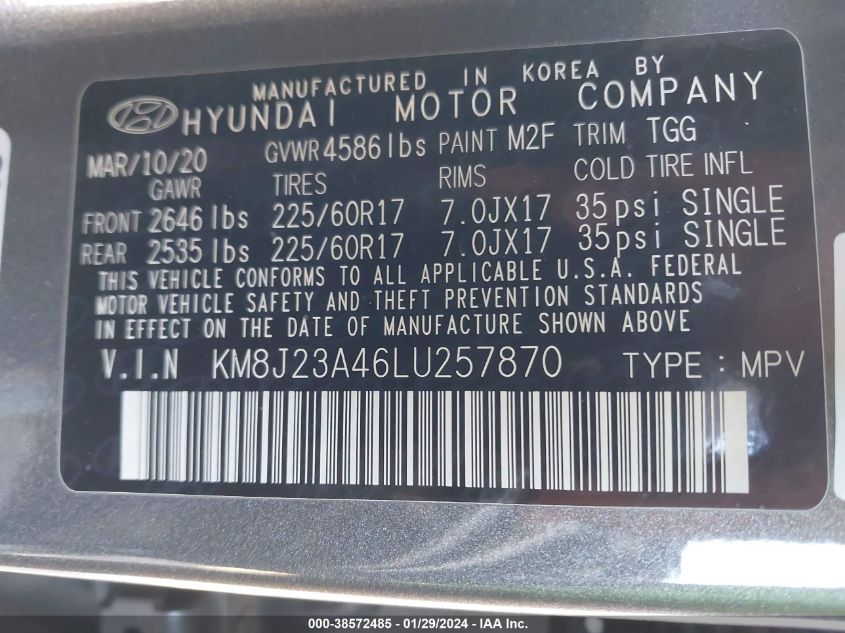 MANUFACTURED IN KOREA BY
HYUNDAI MOTOR COMPANY
MAR/10/20 GVWR 4586 lbs PAINT M2F TRIM TGG
GAWR TIRES RIMS COLD TIRE INFL
FRONT 2646 lbs 225/60R17 7.0JX17 35psi SINGLE
REAR 2535 lbs 225/60R17 7.0JX17 35psi SINGLE
THIS VEHICLE CONFORMS TO ALL APPLICABLE U.S.A. FEDERAL
MOTOR VEHICLE SAFETY AND THEFT PREVENTION STANDARDS
IN EFFECT ON THE DATE OF MANUFACTURE SHOWN ABOVE
V.I.N KM8J23A46LU257870 TYPE : MPV
000-38572485 - 01/29/2024 - IAA Inc.